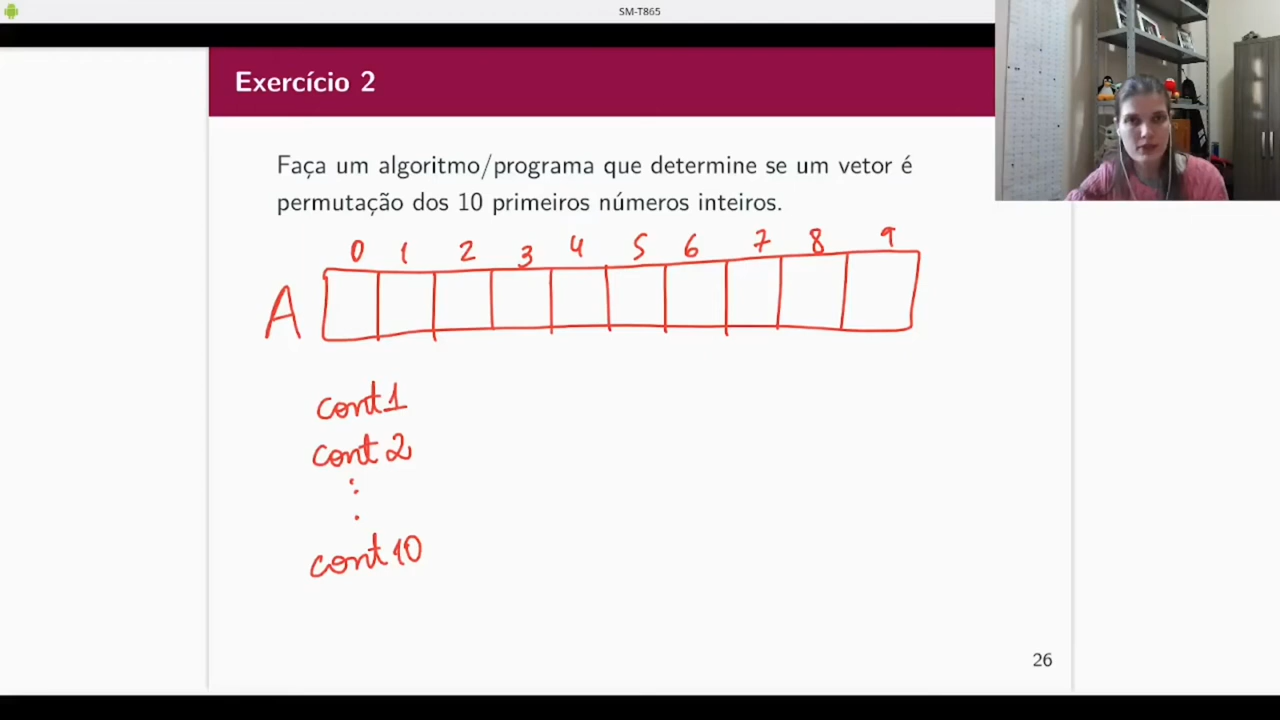 SM-T865
Exercício 2
Faça um algoritmo/programa que determine se um vetor é
permutação dos 10 primeiros números inteiros.
0 1 2 3 4 5 6 7 8 9
A
cont1
cont2
:
.
cont10
26